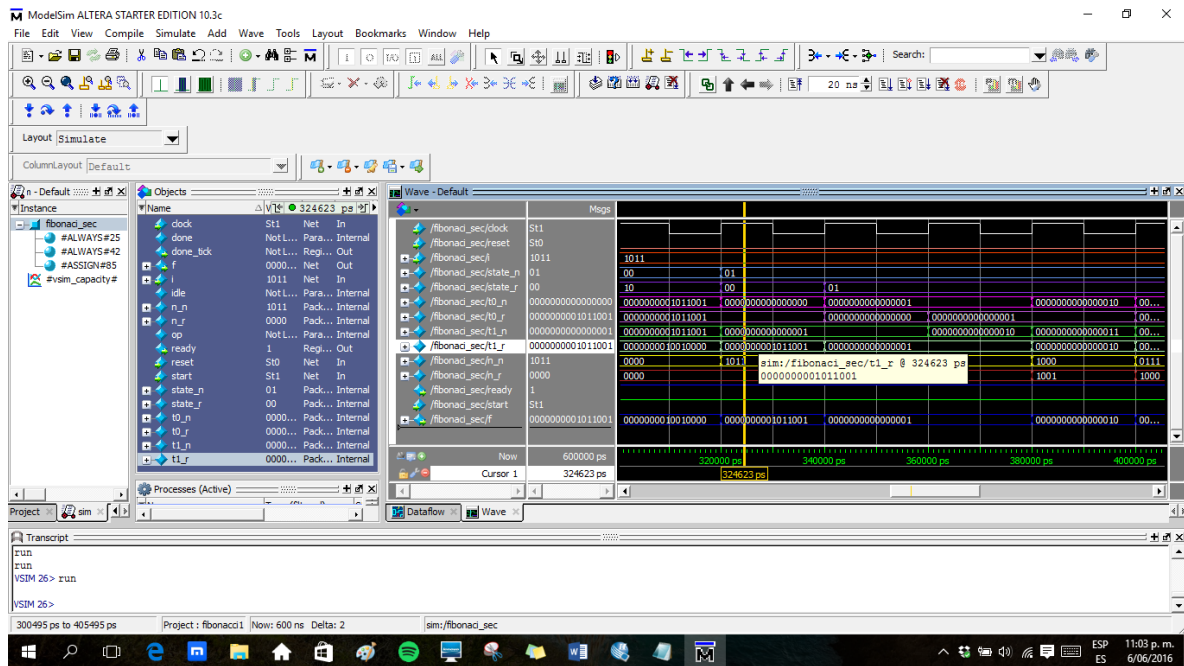 ModelSim ALTERA STARTER EDITION 10.3c
File Edit View Compile Simulate Add Wave Tools Layout Bookmarks Window Help
Search:
20 ns
Layout Simulate
ColumnLayout Default
n - Default
Instance
fibonaci_sec
#ALWAYS#25
#ALWAYS#42
#ASSIGN#85
#vsim_capacity#
Project
sim
Objects
Name
324623 ps
clock St1 Net In
done Not L... Para... Internal
done_tick Not L... Regi... Out
f 0000... Net Out
i 1011 Net In
idle Not L... Para... Internal
n_n 1011 Pack... Internal
n_r 0000 Pack... Internal
op Not L... Para... Internal
ready 1 Regi... Out
reset St0 Net In
start St1 Net In
state_n 01 Pack... Internal
state_r 00 Pack... Internal
t0_n 0000... Pack... Internal
t0_r 0000... Pack... Internal
t1_n 0000... Pack... Internal
t1_r 0000... Pack... Internal
Processes (Active)
Wave - Default
Msgs
/fibonaci_sec/clock St1
/fibonaci_sec/reset St0
/fibonaci_sec/i 1011 1011
/fibonaci_sec/state_n 01 00 01
/fibonaci_sec/state_r 00 10 00 01
/fibonaci_sec/t0_n 0000000000000000 0000000001011001 0000000000000000 0000000000000001 0000000000000010 00...
/fibonaci_sec/t0_r 0000000001011001 0000000001011001 0000000000000000 0000000000000001 00...
/fibonaci_sec/t1_n 0000000000000001 0000000001011001 0000000000000001 0000000000000010 0000000000000011 00...
/fibonaci_sec/t1_r 0000000001011001 0000000010010000 0000000001011001 0000000000000001 0000000000000010 00...
/fibonaci_sec/n_n 1011 0000 1011 1000 0111
/fibonaci_sec/n_r 0000 0000 1001 1000
/fibonaci_sec/ready 1
/fibonaci_sec/start St1
/fibonaci_sec/f 0000000001011001 0000000010010000 0000000001011001 0000000000000001 0000000000000010 00...
sim:/fibonaci_sec/t1_r @ 324623 ps
0000000001011001
Now 600000 ps
320000 ps 340000 ps 360000 ps 380000 ps 400000 ps
Cursor 1 324623 ps 324623 ps
Dataflow
Wave
Transcript
run
run
VSIM 26> run
VSIM 26>
300495 ps to 405495 ps
Project : fibonacci1
Now: 600 ns Delta: 2
sim:/fibonaci_sec
ESP
ES
11:03 p. m.
6/06/2016